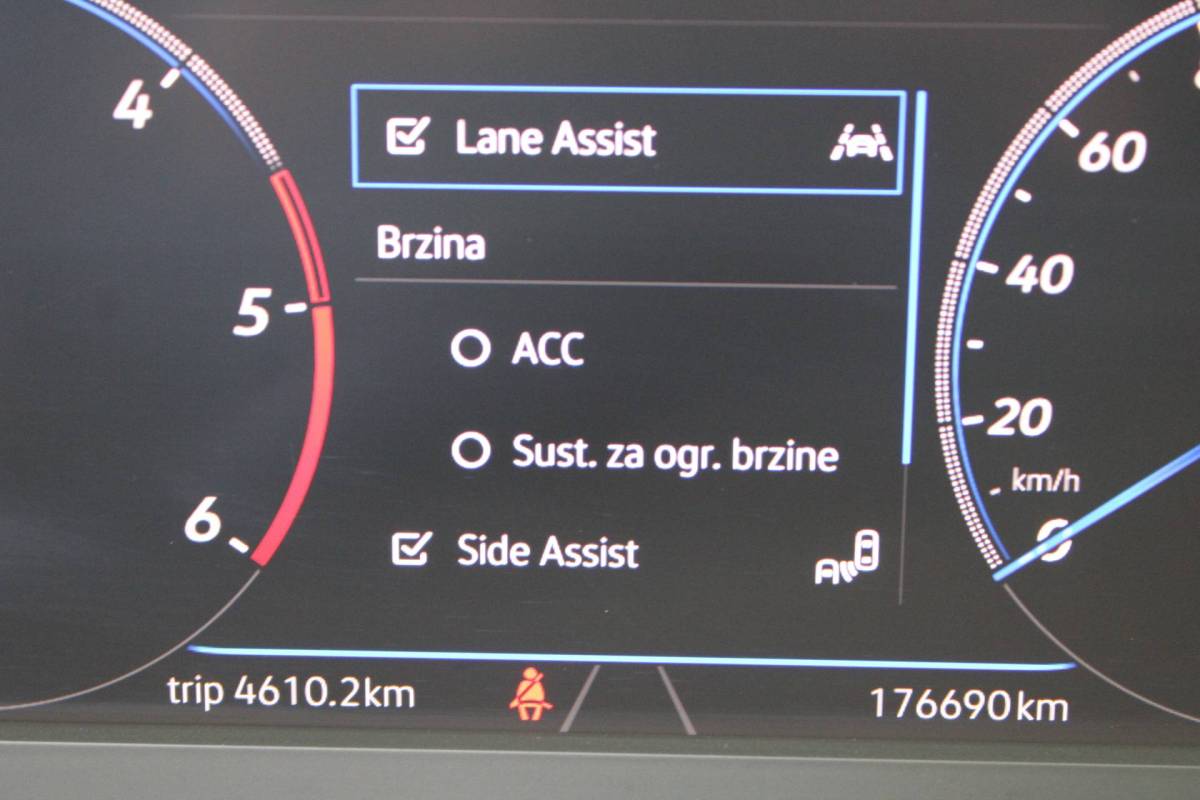 Lane Assist
Brzina
ACC
Sust. za ogr. brzine
Side Assist
4
5
6
60
40
20
km/h
0
trip 4610.2km
176690km